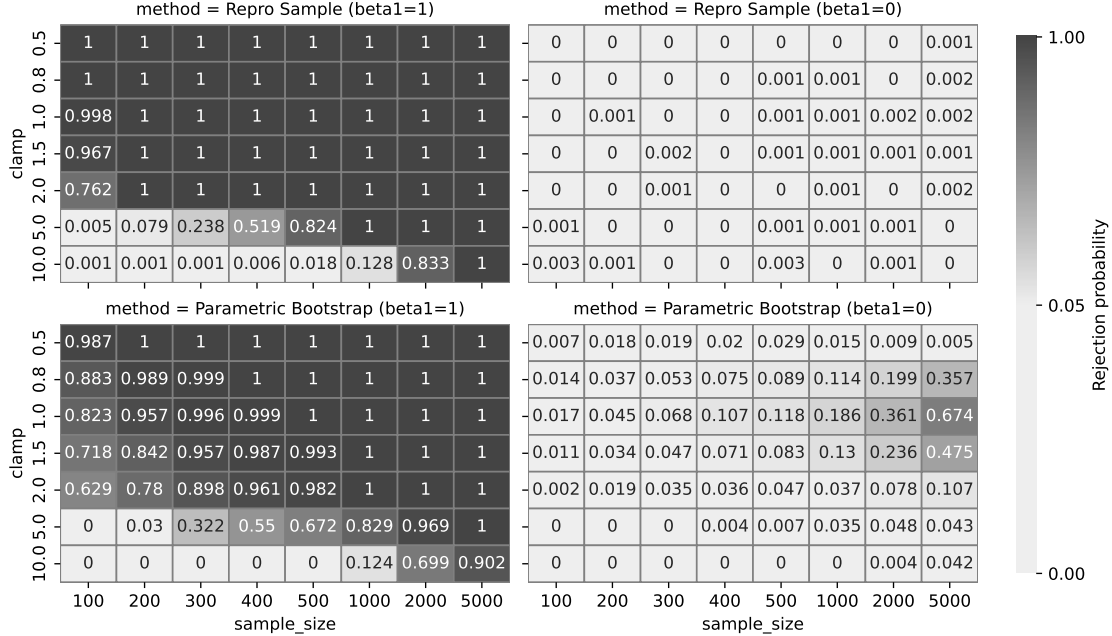 method = Repro Sample (beta1=1)
method = Repro Sample (beta1=0)
clamp
0.5 1 1 1 1 1 1 1 1
0 0 0 0 0 0 0 0.001
0.8 1 1 1 1 1 1 1 1
0 0 0 0 0.001 0.001 0 0.002
1.0 0.998 1 1 1 1 1 1 1
0 0.001 0 0 0.001 0.001 0.002 0.002
1.5 0.967 1 1 1 1 1 1 1
0 0 0.002 0 0.001 0.001 0.001 0.001
2.0 0.762 1 1 1 1 1 1 1
0 0 0.001 0 0 0.001 0 0.002
5.0 0.005 0.079 0.238 0.519 0.824 1 1 1
0.001 0 0 0 0.001 0.001 0.001 0
10.0 0.001 0.001 0.001 0.006 0.018 0.128 0.833 1
0.003 0.001 0 0 0.003 0 0.001 0
method = Parametric Bootstrap (beta1=1)
method = Parametric Bootstrap (beta1=0)
clamp
0.5 0.987 1 1 1 1 1 1 1
0.007 0.018 0.019 0.02 0.029 0.015 0.009 0.005
0.8 0.883 0.989 0.999 1 1 1 1 1
0.014 0.037 0.053 0.075 0.089 0.114 0.199 0.357
1.0 0.823 0.957 0.996 0.999 1 1 1 1
0.017 0.045 0.068 0.107 0.118 0.186 0.361 0.674
1.5 0.718 0.842 0.957 0.987 0.993 1 1 1
0.011 0.034 0.047 0.071 0.083 0.13 0.236 0.475
2.0 0.629 0.78 0.898 0.961 0.982 1 1 1
0.002 0.019 0.035 0.036 0.047 0.037 0.078 0.107
5.0 0 0.03 0.322 0.55 0.672 0.829 0.969 1
0 0 0 0.004 0.007 0.035 0.048 0.043
10.0 0 0 0 0 0 0.124 0.699 0.902
0 0 0 0 0 0 0.004 0.042
100 200 300 400 500 1000 2000 5000
sample_size
100 200 300 400 500 1000 2000 5000
sample_size
1.00
0.05
0.00
Rejection probability